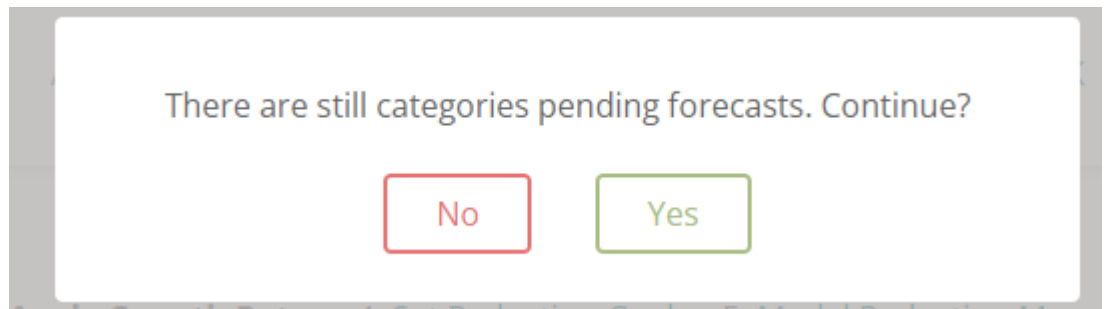 There are still categories pending forecasts. Continue?
No
Yes